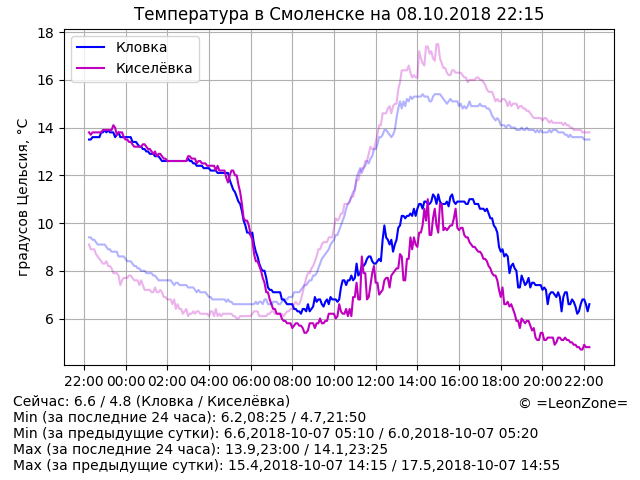 Температура в Смоленске на 08.10.2018 22:15
18
16
14
12
10
8
6
градусов Цельсия, °C
Кловка
Киселёвка
22:00 00:00 02:00 04:00 06:00 08:00 10:00 12:00 14:00 16:00 18:00 20:00 22:00
Сейчас: 6.6 / 4.8 (Кловка / Киселёвка)
© =LeonZone=
Min (за последние 24 часа): 6.2,08:25 / 4.7,21:50
Min (за предыдущие сутки): 6.6,2018-10-07 05:10 / 6.0,2018-10-07 05:20
Max (за последние 24 часа): 13.9,23:00 / 14.1,23:25
Max (за предыдущие сутки): 15.4,2018-10-07 14:15 / 17.5,2018-10-07 14:55